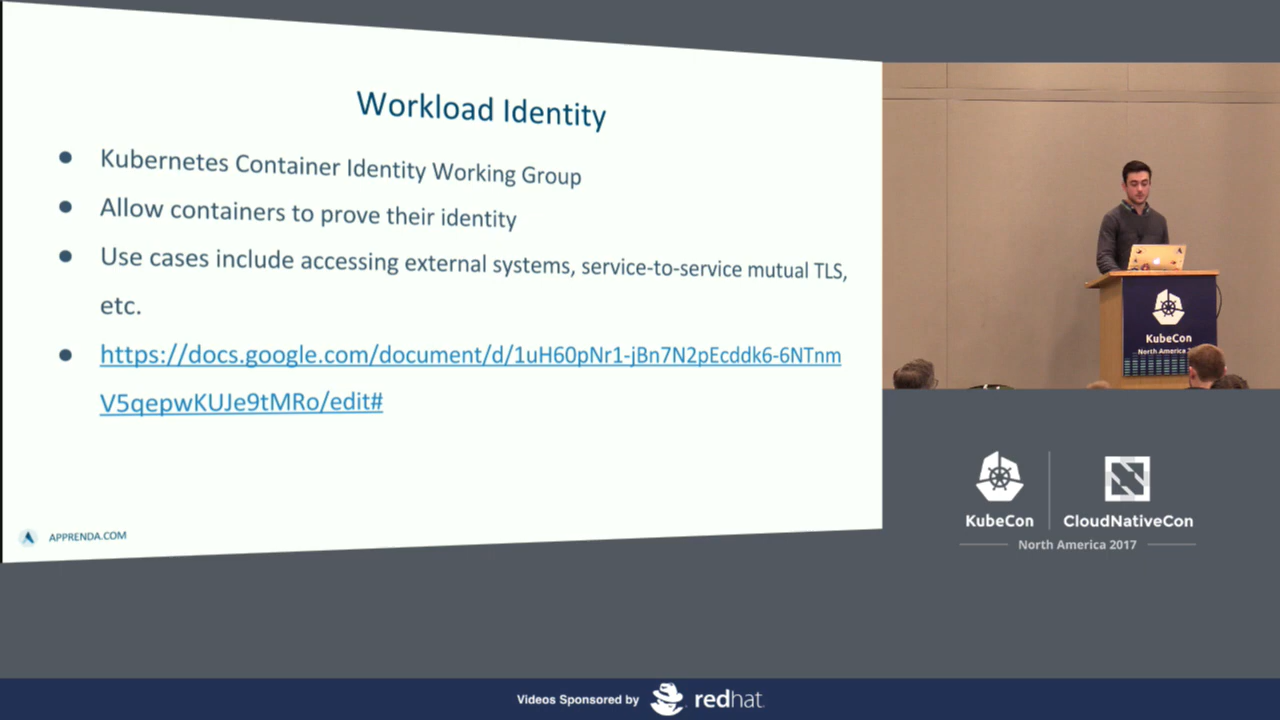 Workload Identity
● Kubernetes Container Identity Working Group
● Allow containers to prove their identity
● Use cases include accessing external systems, service-to-service mutual TLS,
etc.
● https://docs.google.com/document/d/1uH60pNr1-jBn7N2pEcddk6-6NTnm
V5qepwKUJe9tMRo/edit#
APPRENDA.COM
KubeCon
North America
KubeCon
CloudNativeCon
North America 2017
Videos Sponsored by redhat